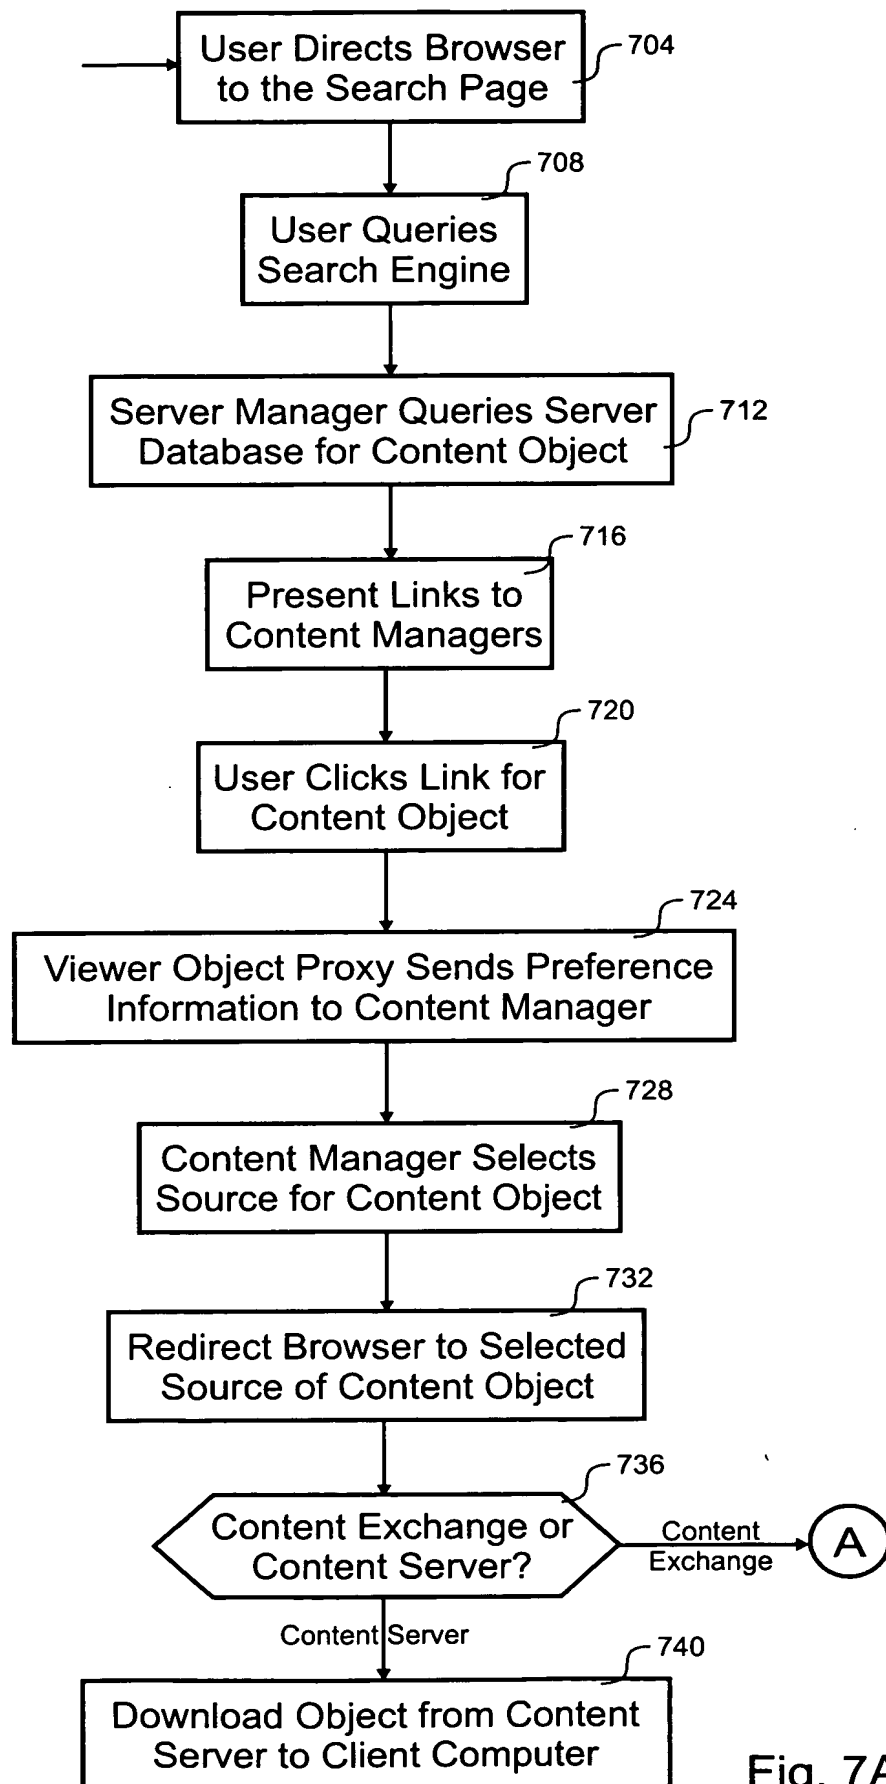 User Directs Browser
to the Search Page
704
708
User Queries
Search Engine
Server Manager Queries Server
Database for Content Object
712
716
Present Links to
Content Managers
720
User Clicks Link for
Content Object
724
Viewer Object Proxy Sends Preference
Information to Content Manager
728
Content Manager Selects
Source for Content Object
732
Redirect Browser to Selected
Source of Content Object
736
Content Exchange or
Content Server?
Content
Exchange
A
Content Server
740
Download Object from Content
Server to Client Computer
Fig. 7A